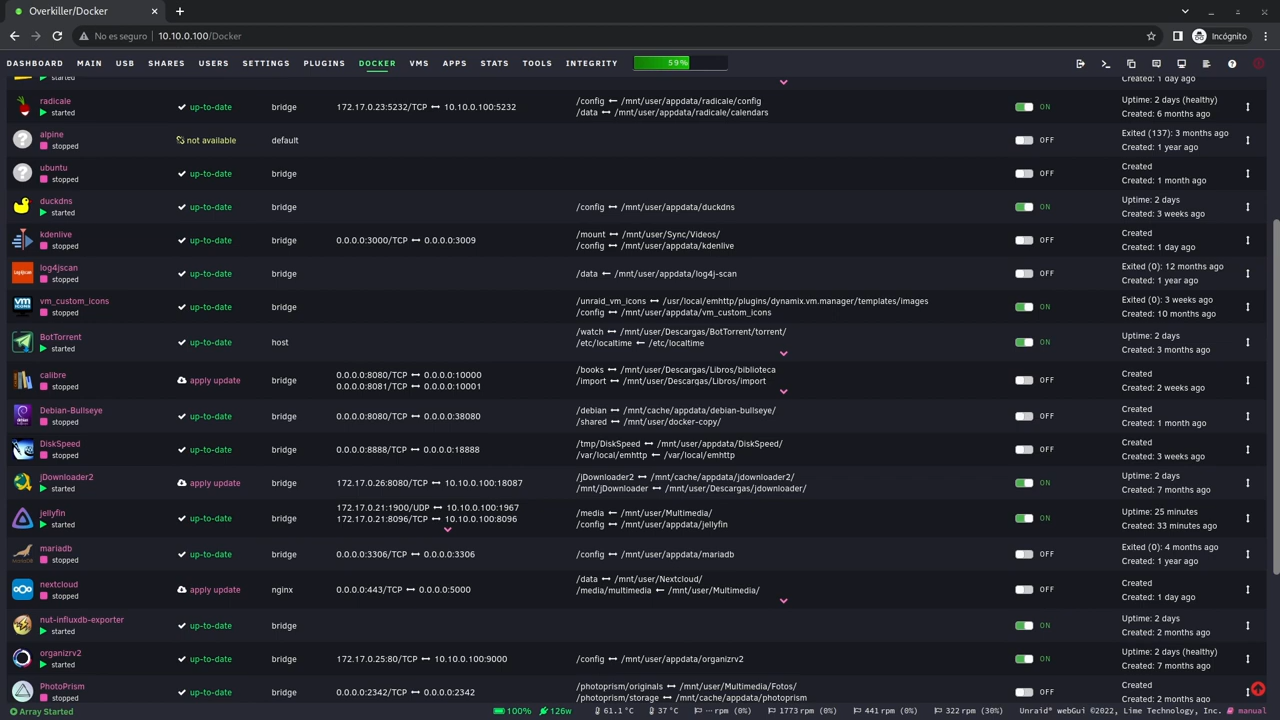 Overkiller/Docker
No es seguro 10.10.0.100/Docker Incógnito
DASHBOARD MAIN USB SHARES USERS SETTINGS PLUGINS DOCKER VMS APPS STATS TOOLS INTEGRITY 59%
started Created: 1 day ago
radicale up-to-date bridge 172.17.0.23:5232/TCP 10.10.0.100:5232 /config /mnt/user/appdata/radicale/config ON Uptime: 2 days (healthy)
started /data /mnt/user/appdata/radicale/calendars Created: 6 months ago
alpine not available default OFF Exited (137): 3 months ago
stopped Created: 1 year ago
ubuntu up-to-date bridge OFF Created
stopped Created: 1 month ago
duckdns up-to-date bridge /config /mnt/user/appdata/duckdns ON Uptime: 2 days
started Created: 3 weeks ago
kdenlive up-to-date bridge 0.0.0.0:3000/TCP 0.0.0.0:3009 /mount /mnt/user/Sync/Videos/ OFF Created
stopped /config /mnt/user/appdata/kdenlive Created: 1 day ago
Log4jscan
log4jscan up-to-date bridge /data /mnt/user/appdata/log4j-scan OFF Exited (0): 12 months ago
stopped Created: 1 year ago
VM ICONS
vm_custom_icons up-to-date bridge /unraid_vm_icons /usr/local/emhttp/plugins/dynamix.vm.manager/templates/images ON Exited (0): 3 weeks ago
stopped /config /mnt/user/appdata/vm_custom_icons Created: 10 months ago
BotTorrent up-to-date host /watch /mnt/user/Descargas/BotTorrent/torrent/ ON Uptime: 2 days
started /etc/localtime /etc/localtime Created: 3 months ago
calibre apply update bridge 0.0.0.0:8080/TCP 0.0.0.0:10000 /books /mnt/user/Descargas/Libros/biblioteca OFF Created
stopped 0.0.0.0:8081/TCP 0.0.0.0:10001 /import /mnt/user/Descargas/Libros/import Created: 2 weeks ago
Debian-Bullseye up-to-date bridge 0.0.0.0:8080/TCP 0.0.0.0:38080 /debian /mnt/cache/appdata/debian-bullseye/ OFF Created
stopped /shared /mnt/user/docker-copy/ Created: 1 month ago
DiskSpeed up-to-date bridge 0.0.0.0:8888/TCP 0.0.0.0:18888 /tmp/DiskSpeed /mnt/user/appdata/DiskSpeed/ OFF Created
stopped /var/local/emhttp /var/local/emhttp Created: 3 weeks ago
jDownloader2 apply update bridge 172.17.0.26:8080/TCP 10.10.0.100:18087 /jDownloader2 /mnt/cache/appdata/jdownloader2/ ON Uptime: 2 days
started /mnt/jDownloader /mnt/user/Descargas/jdownloader/ Created: 7 months ago
jellyfin up-to-date bridge 172.17.0.21:1900/UDP 10.10.0.100:1967 /media /mnt/user/Multimedia/ ON Uptime: 25 minutes
started 172.17.0.21:8096/TCP 10.10.0.100:8096 /config /mnt/user/appdata/jellyfin Created: 33 minutes ago
mariadb up-to-date bridge 0.0.0.0:3306/TCP 0.0.0.0:3306 /config /mnt/user/appdata/mariadb OFF Exited (0): 4 months ago
stopped Created: 1 year ago
nextcloud apply update nginx 0.0.0.0:443/TCP 0.0.0.0:5000 /data /mnt/user/Nextcloud/ OFF Created
stopped /media/multimedia /mnt/user/Multimedia/ Created: 1 day ago
nut-influxdb-exporter up-to-date bridge ON Uptime: 2 days
started Created: 2 months ago
organizrv2 up-to-date bridge 172.17.0.25:80/TCP 10.10.0.100:9000 /config /mnt/user/appdata/organizrv2 ON Uptime: 2 days (healthy)
started Created: 7 months ago
PhotoPrism up-to-date bridge 0.0.0.0:2342/TCP 0.0.0.0:2342 /photoprism/originals /mnt/user/Multimedia/Fotos/ OFF Created
stopped /photoprism/storage /mnt/cache/appdata/photoprism Created: 2 months ago
Array Started 100% 126w 61.1 °C 37 °C --- rpm (0%) 1773 rpm (0%) 441 rpm (0%) 322 rpm (30%) Unraid® webGui ©2022, Lime Technology, Inc. manual